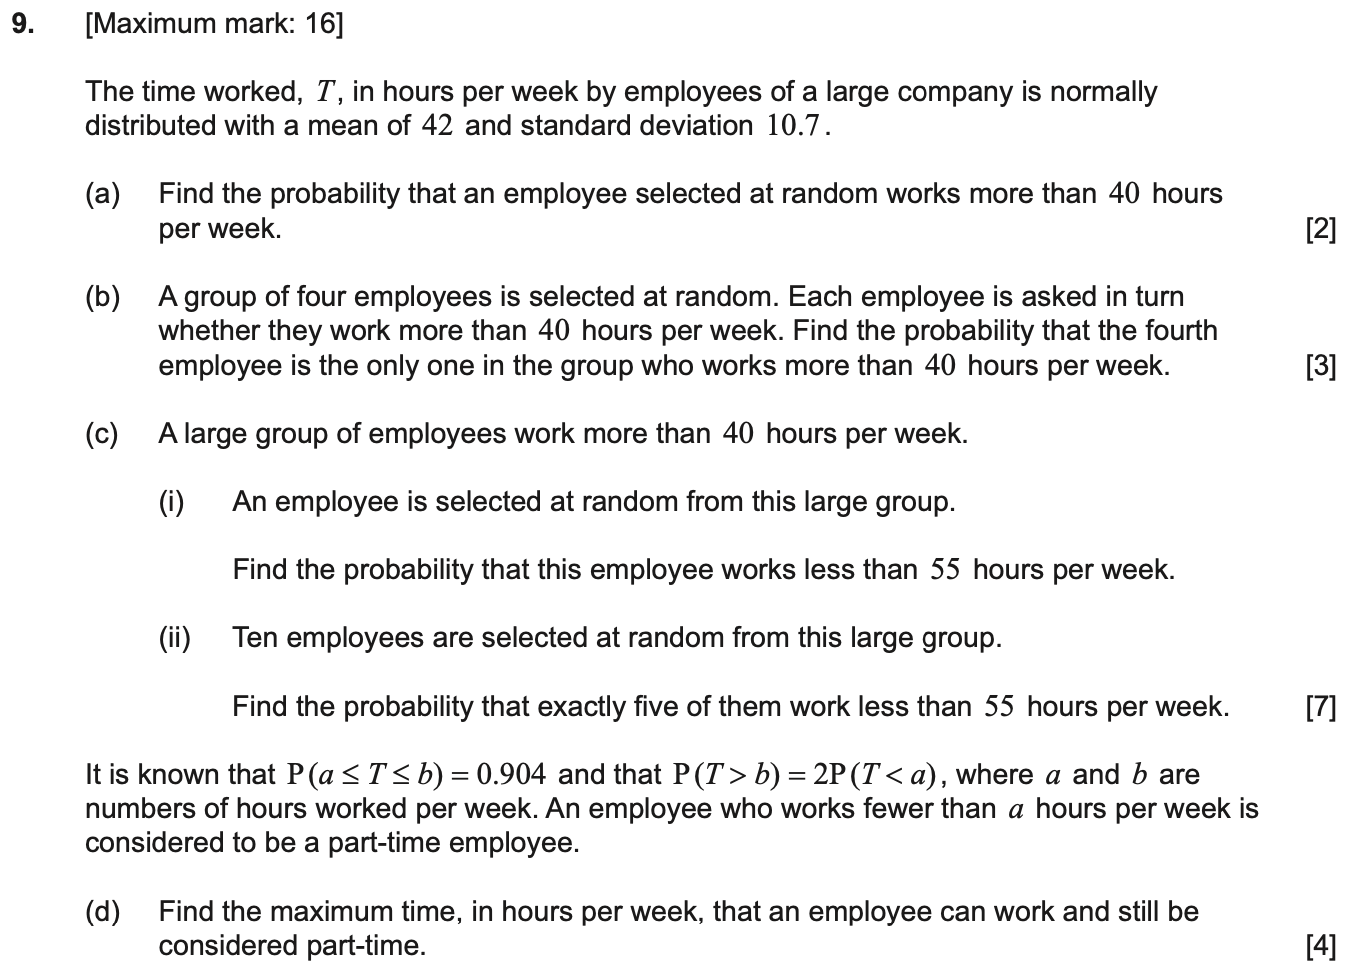 9. [Maximum mark: 16]
The time worked, T, in hours per week by employees of a large company is normally
distributed with a mean of 42 and standard deviation 10.7.
(a) Find the probability that an employee selected at random works more than 40 hours
per week. [2]
(b) A group of four employees is selected at random. Each employee is asked in turn
whether they work more than 40 hours per week. Find the probability that the fourth
employee is the only one in the group who works more than 40 hours per week. [3]
(c) A large group of employees work more than 40 hours per week.
(i) An employee is selected at random from this large group.
Find the probability that this employee works less than 55 hours per week.
(ii) Ten employees are selected at random from this large group.
Find the probability that exactly five of them work less than 55 hours per week. [7]
It is known that P(a ≤ T ≤ b) = 0.904 and that P(T > b) = 2P(T < a), where a and b are
numbers of hours worked per week. An employee who works fewer than a hours per week is
considered to be a part-time employee.
(d) Find the maximum time, in hours per week, that an employee can work and still be
considered part-time. [4]